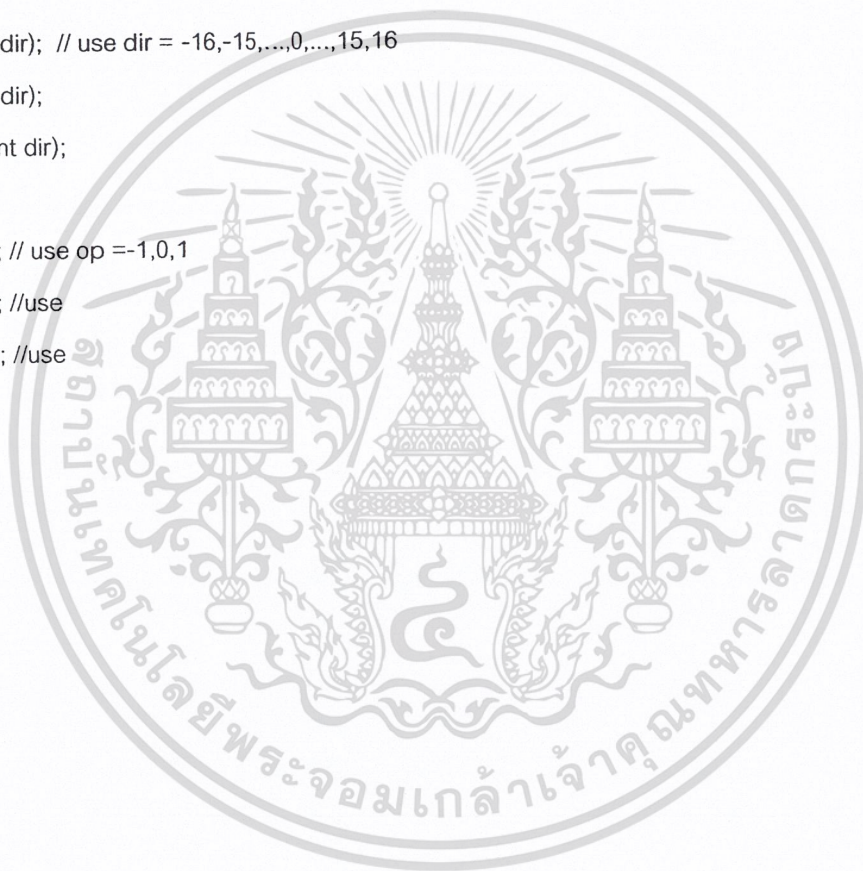 dir);  // use dir = -16,-15,...,0,...,15,16
dir);
nt dir);
; // use op =-1,0,1
; //use
; //use
สถาบันเทคโนโลยีพระจอมเกล้าเจ้าคุณทหารลาดกระบัง
๔